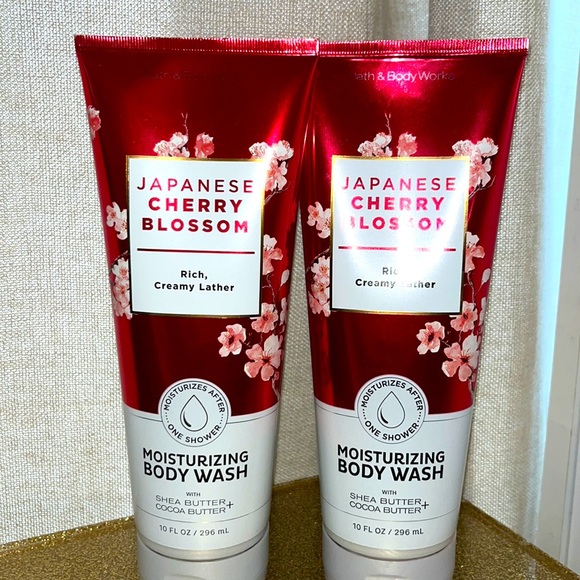 & Body
JAPANESE
CHERRY
BLOSSOM
Rich,
Creamy Lather
MOISTURIZES AFTER
ONE SHOWER
MOISTURIZING
BODY WASH
WITH
SHEA BUTTER +
COCOA BUTTER
10 FL OZ / 296 mL
Bath & Body Works
JAPANESE
CHERRY
BLOSSOM
Creamy Lather
MOISTURIZES AFTER
ONE SHOWER
MOISTURIZING
BODY WASH
WITH
SHEA BUTTER +
COCOA BUTTER
10 FL OZ / 296 mL